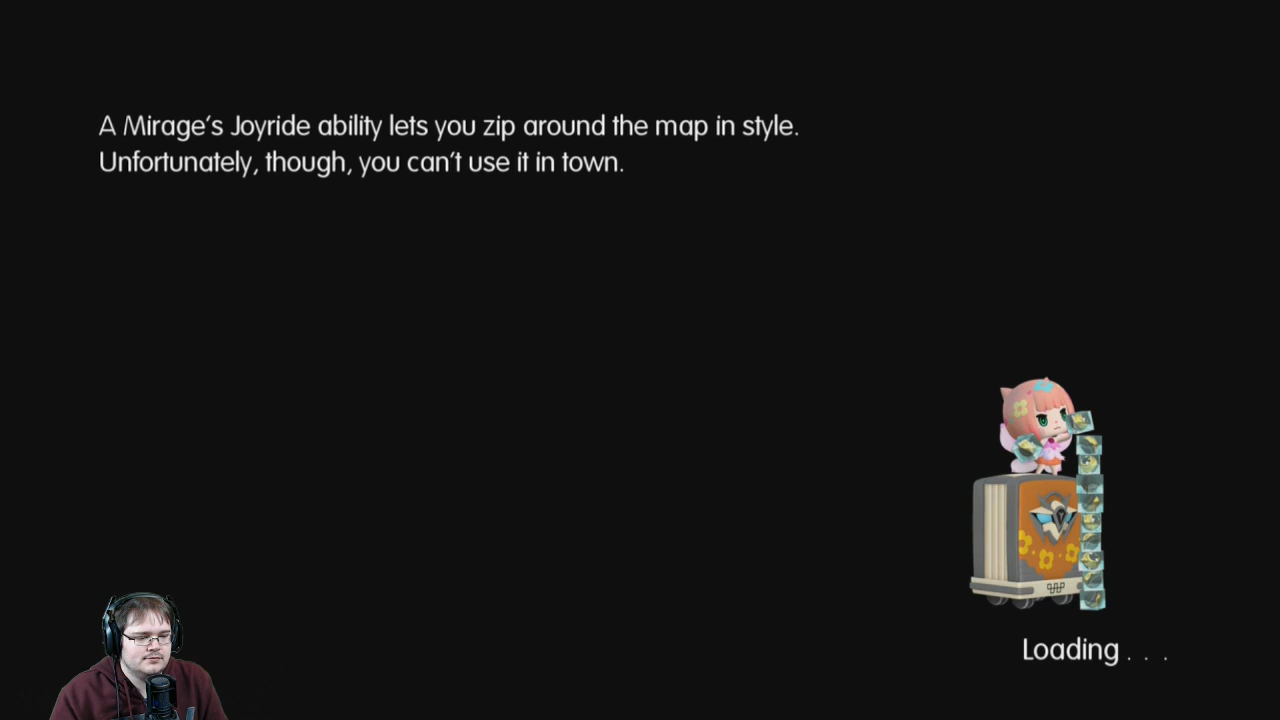 A Mirage's Joyride ability lets you zip around the map in style.
Unfortunately, though, you can't use it in town.
Loading . . .